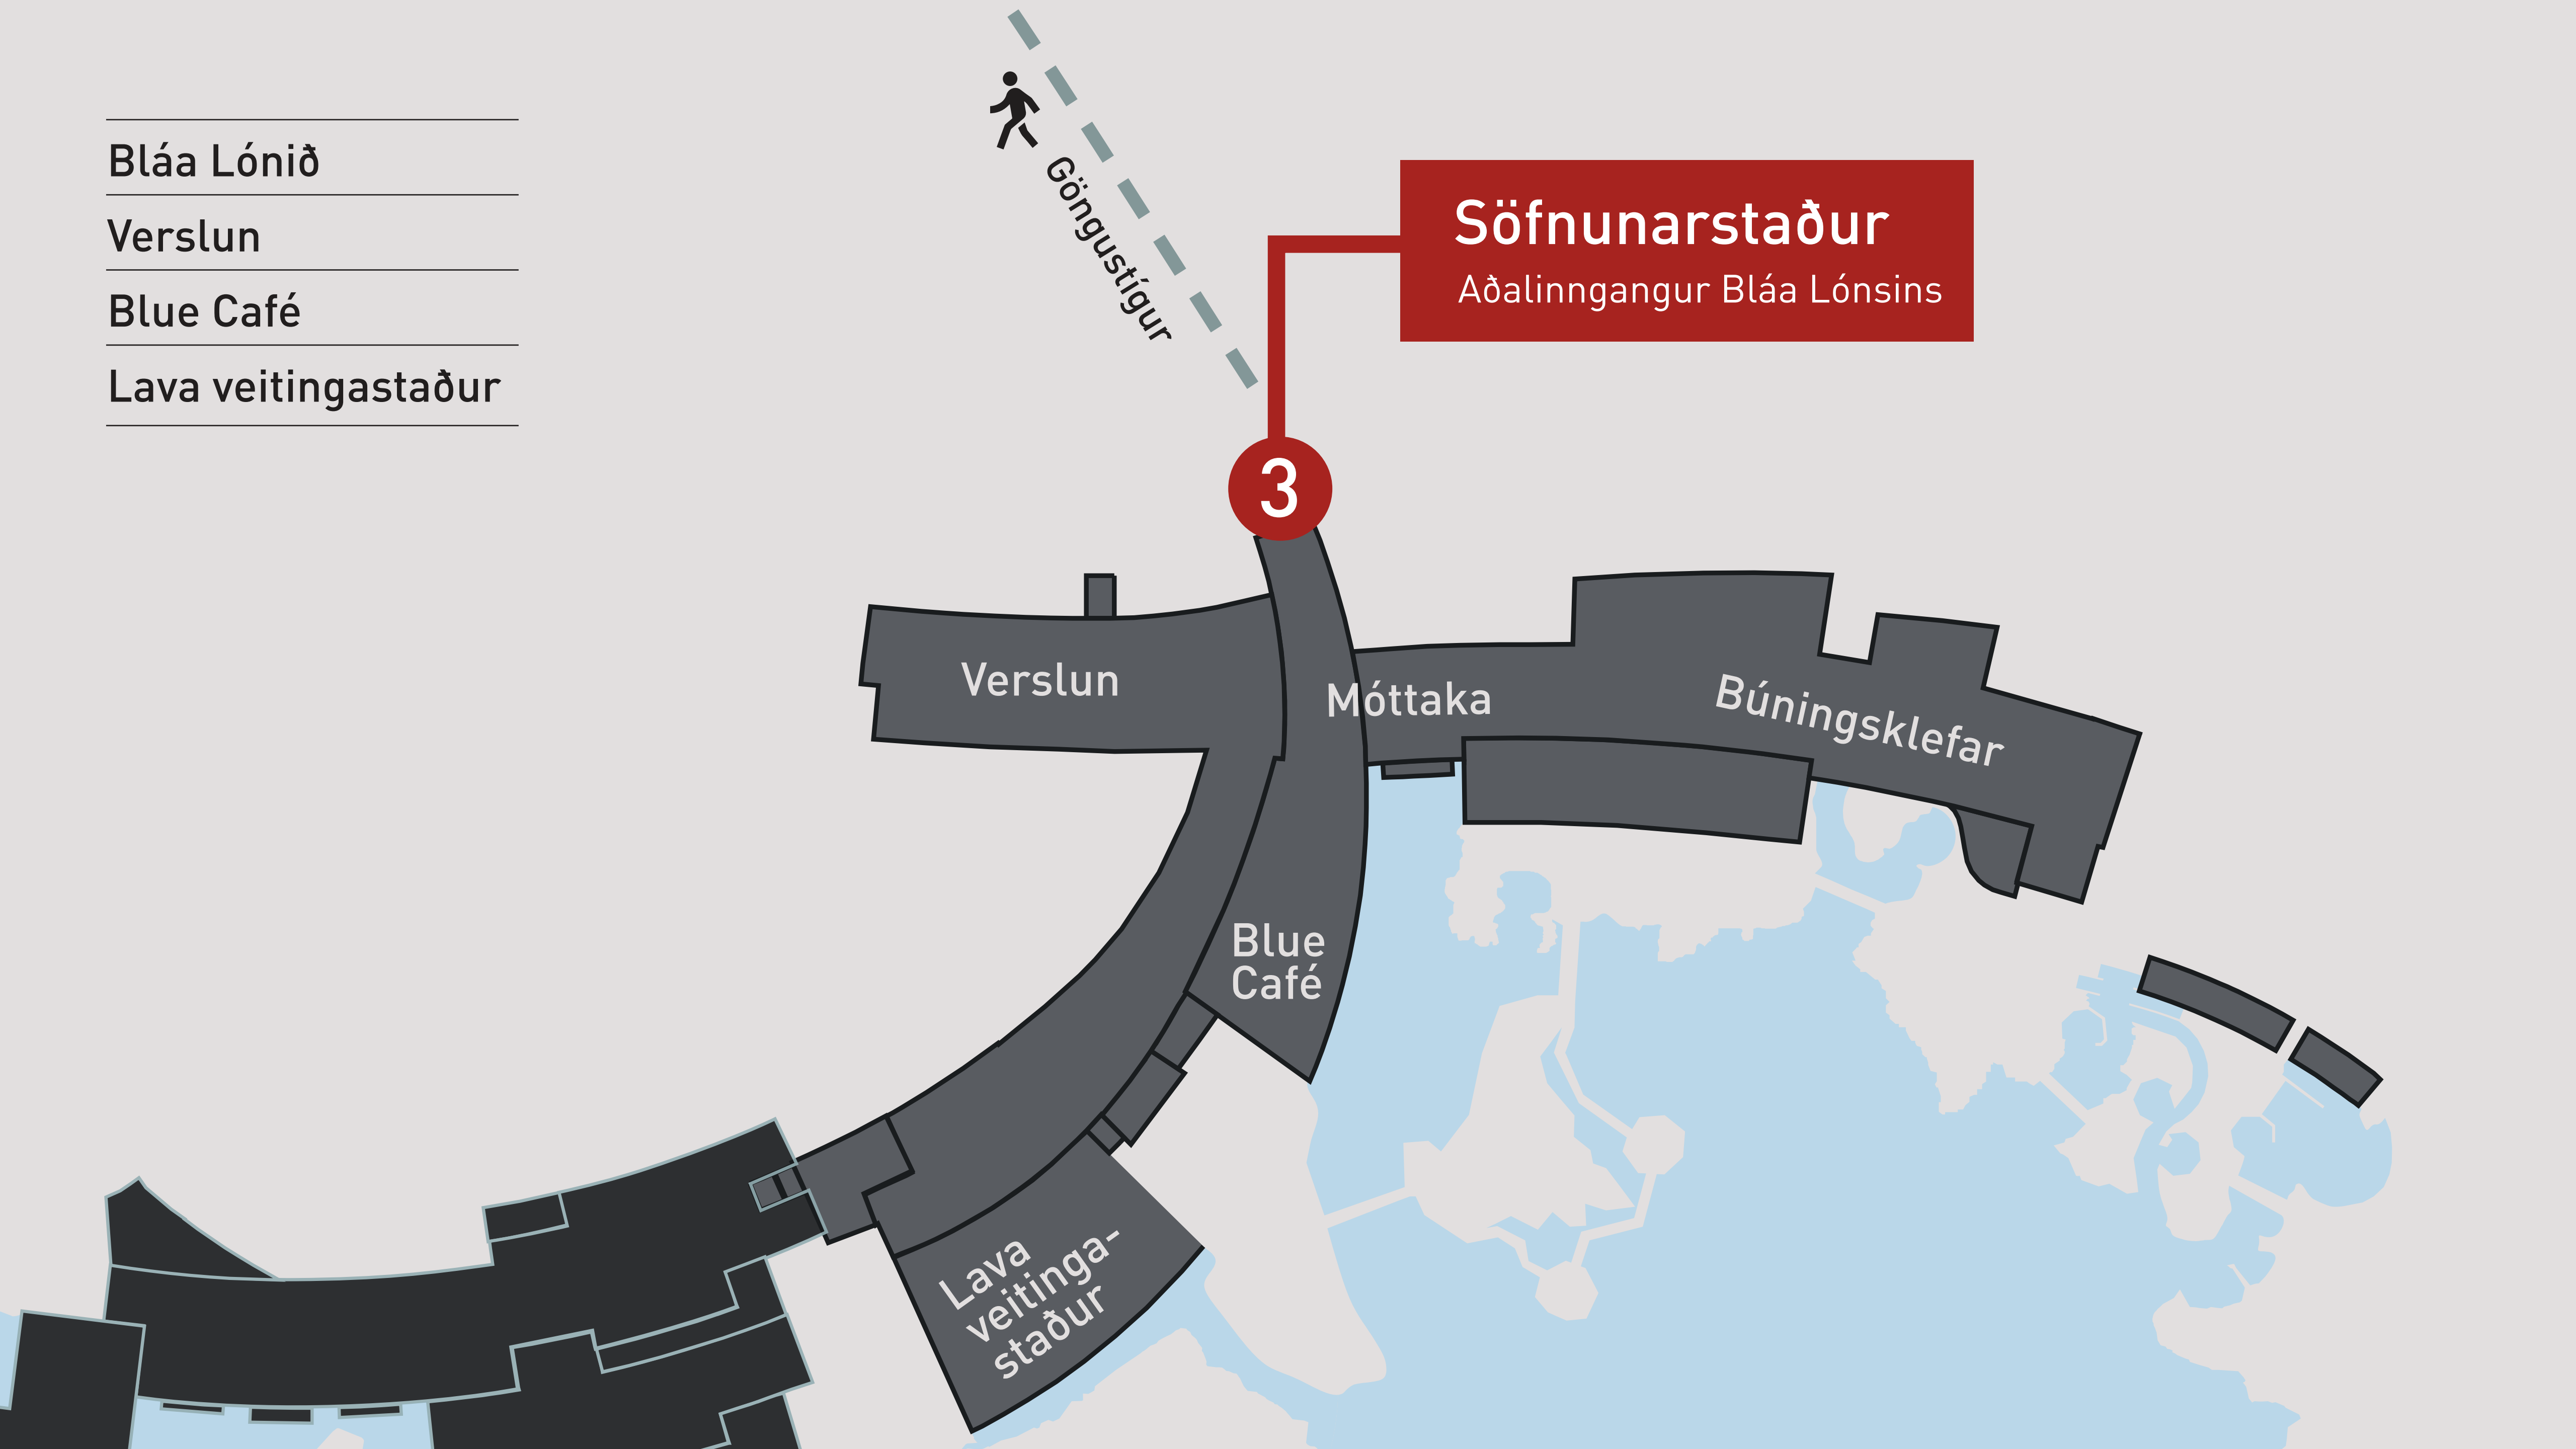 Bláa Lónið
Verslun
Blue Café
Lava veitingastaður
Göngustígur
Söfnunarstaður
Aðalinngangur Bláa Lónsins
3
Verslun
Móttaka
Búningsklefar
Blue
Café
Lava
veitinga-
staður